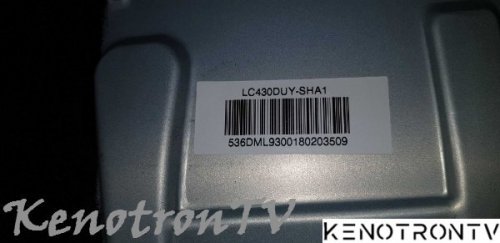 LC430DUY-SHA1
536DML9300180203509
KenotronTV
KENOTRONTV